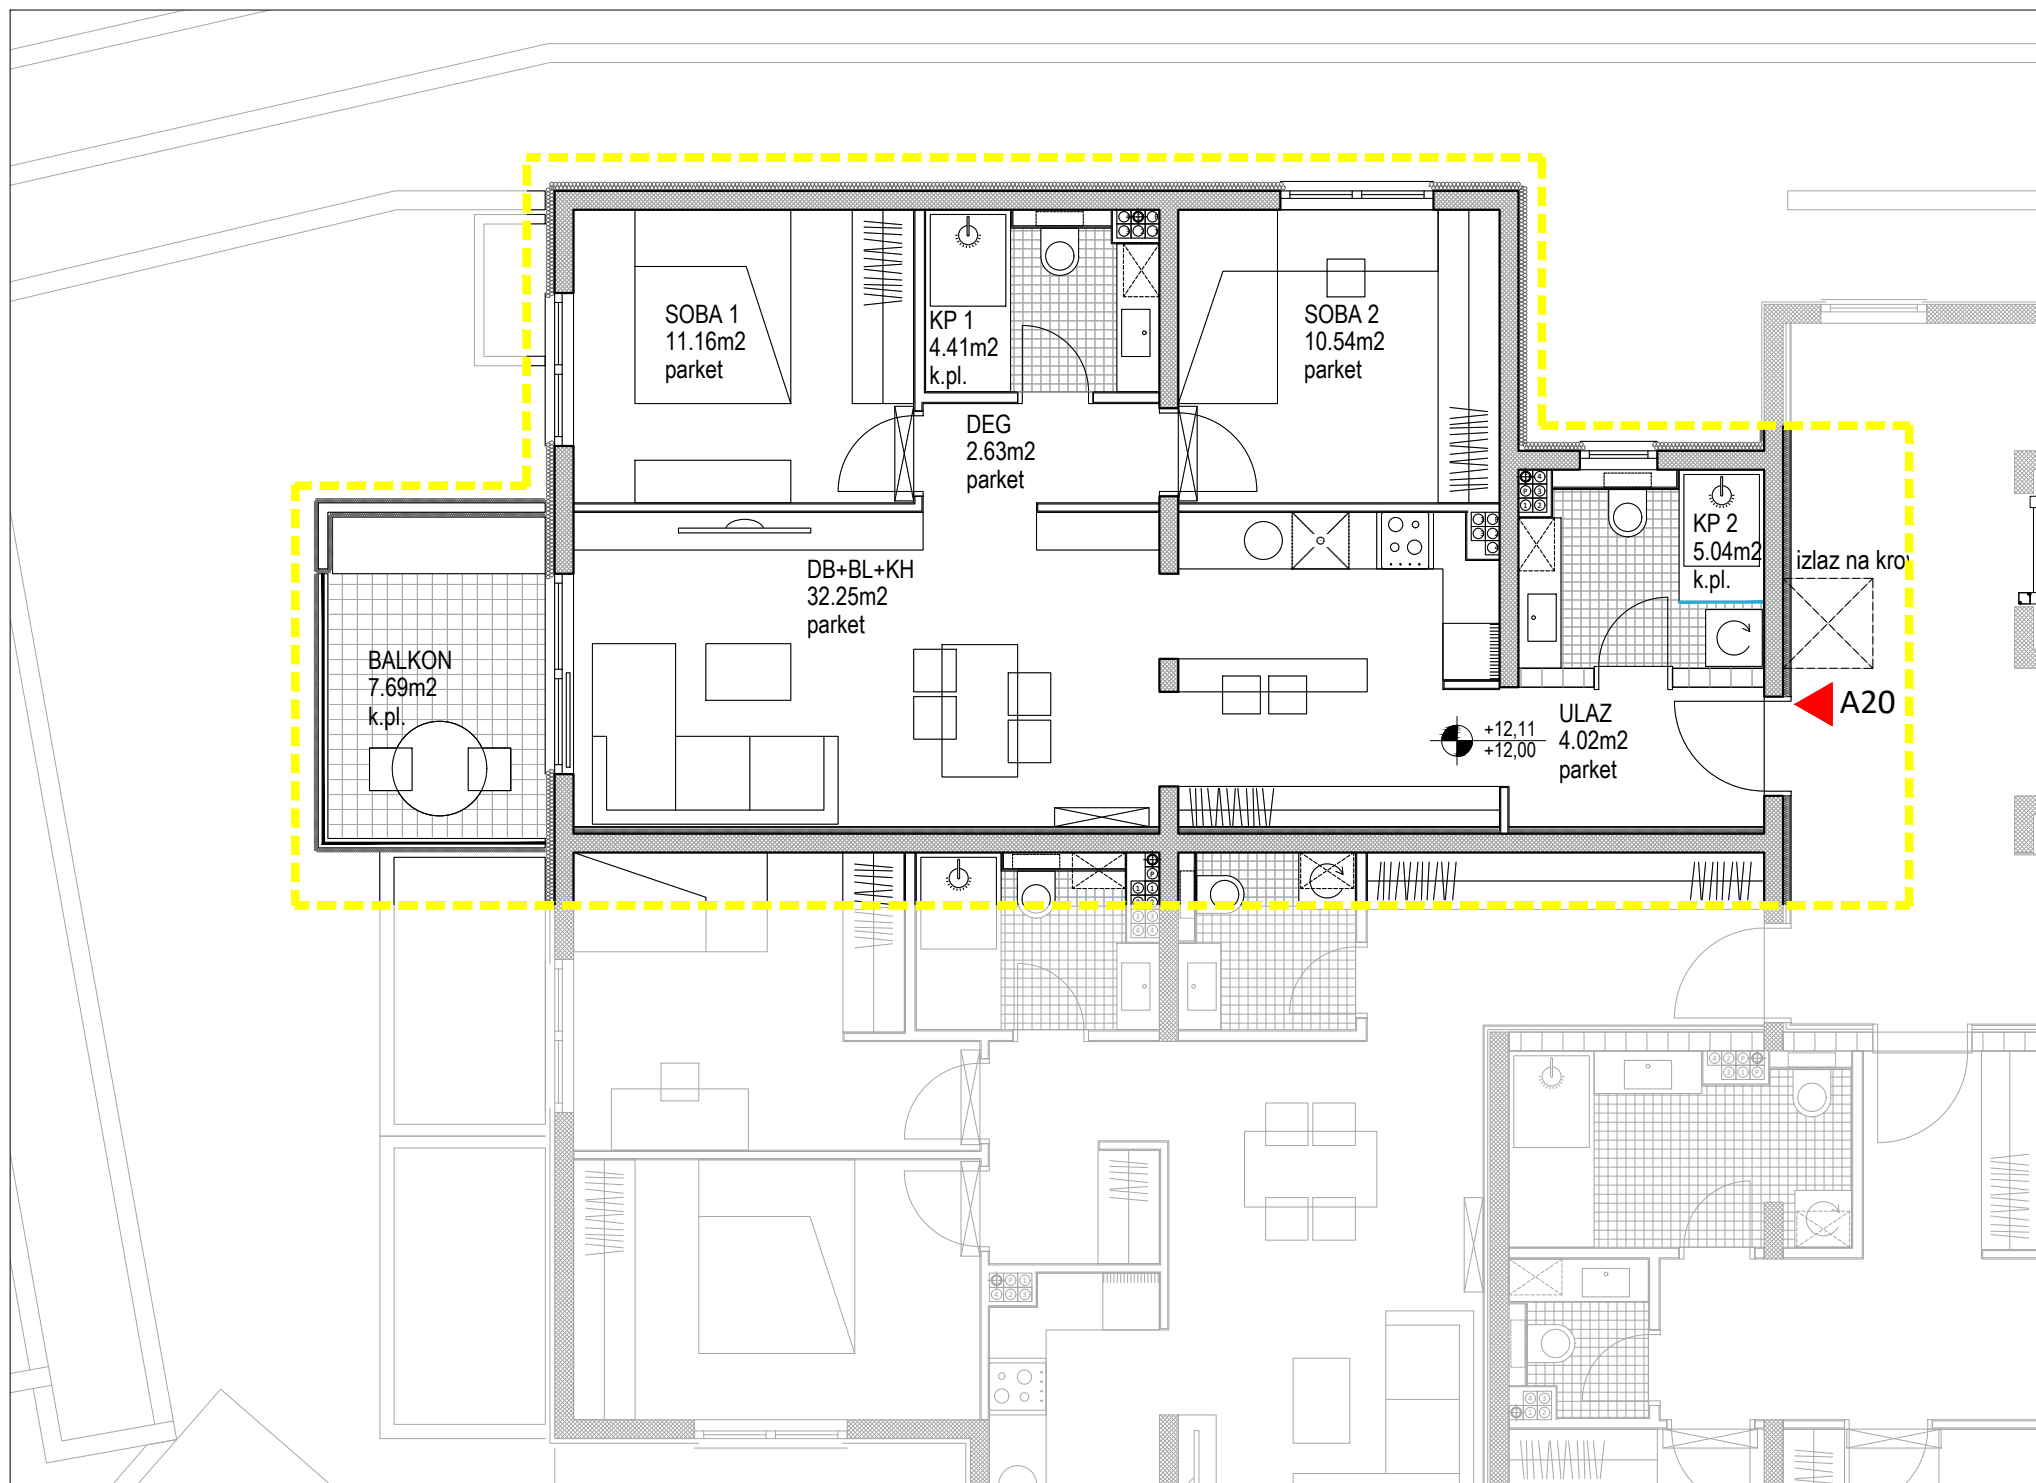 SOBA 1
11.16m2
parket
KP 1
4.41m2
k.pl.
SOBA 2
10.54m2
parket
DEG
2.63m2
parket
KP 2
5.04m2
k.pl.
izlaz na krov
DB+BL+KH
32.25m2
parket
BALKON
7.69m2
k.pl.
ULAZ
4.02m2
parket
+12,11
+12,00
A20